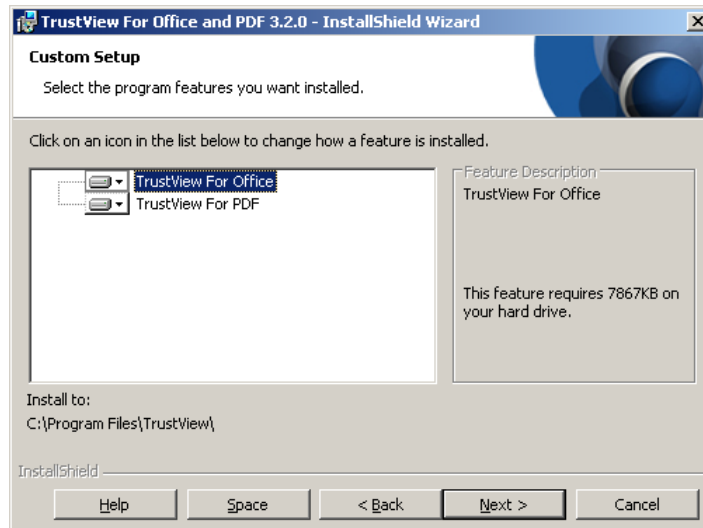 TrustView For Office and PDF 3.2.0 - InstallShield Wizard
Custom Setup
Select the program features you want installed.
Click on an icon in the list below to change how a feature is installed.
TrustView For Office
TrustView For PDF
Feature Description
TrustView For Office
This feature requires 7867KB on
your hard drive.
Install to:
C:\Program Files\TrustView\
InstallShield
Help
Space
< Back
Next >
Cancel